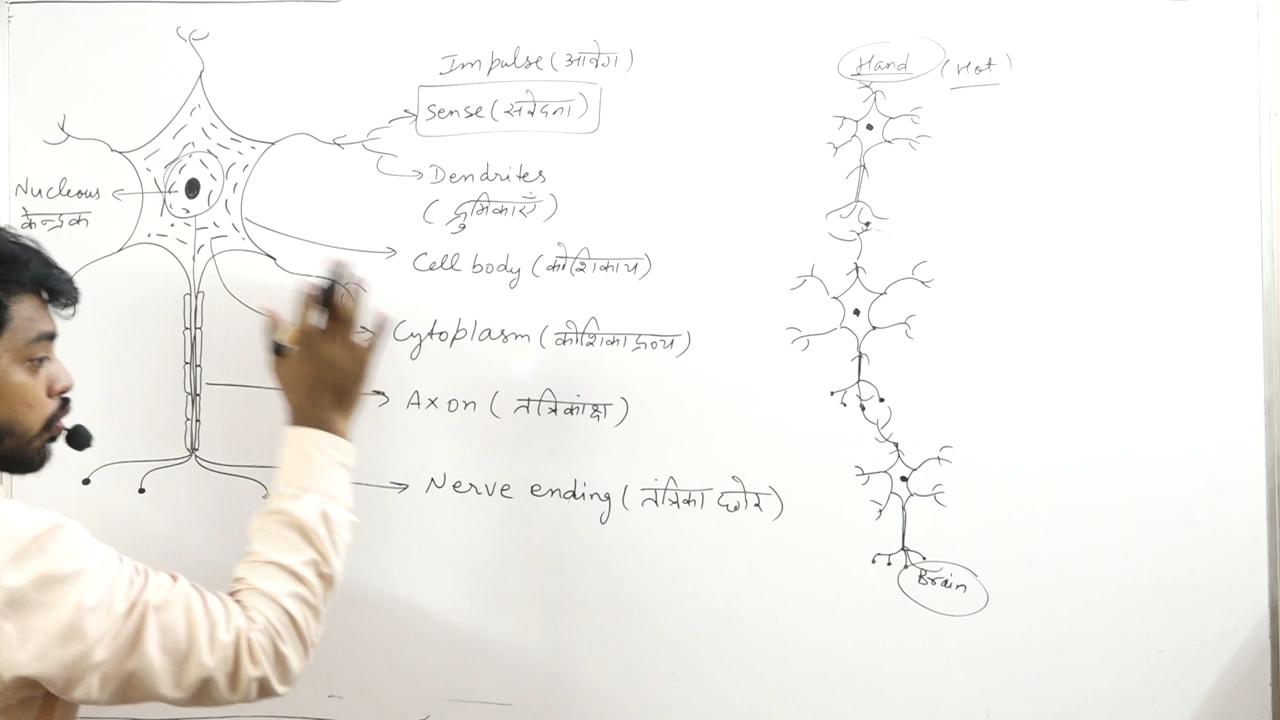 Impulse (आवेग)
Sense (संवेदना)
Dendrites
(द्रुमिकाएँ)
Nucleous
केन्द्रक
Cell body (कोशिकाय)
Cytoplasm (कोशिका द्रव्य)
Axon (तंत्रिकांक्ष)
Nerve ending (तंत्रिका छोर)
Hand (Hot)
Brain